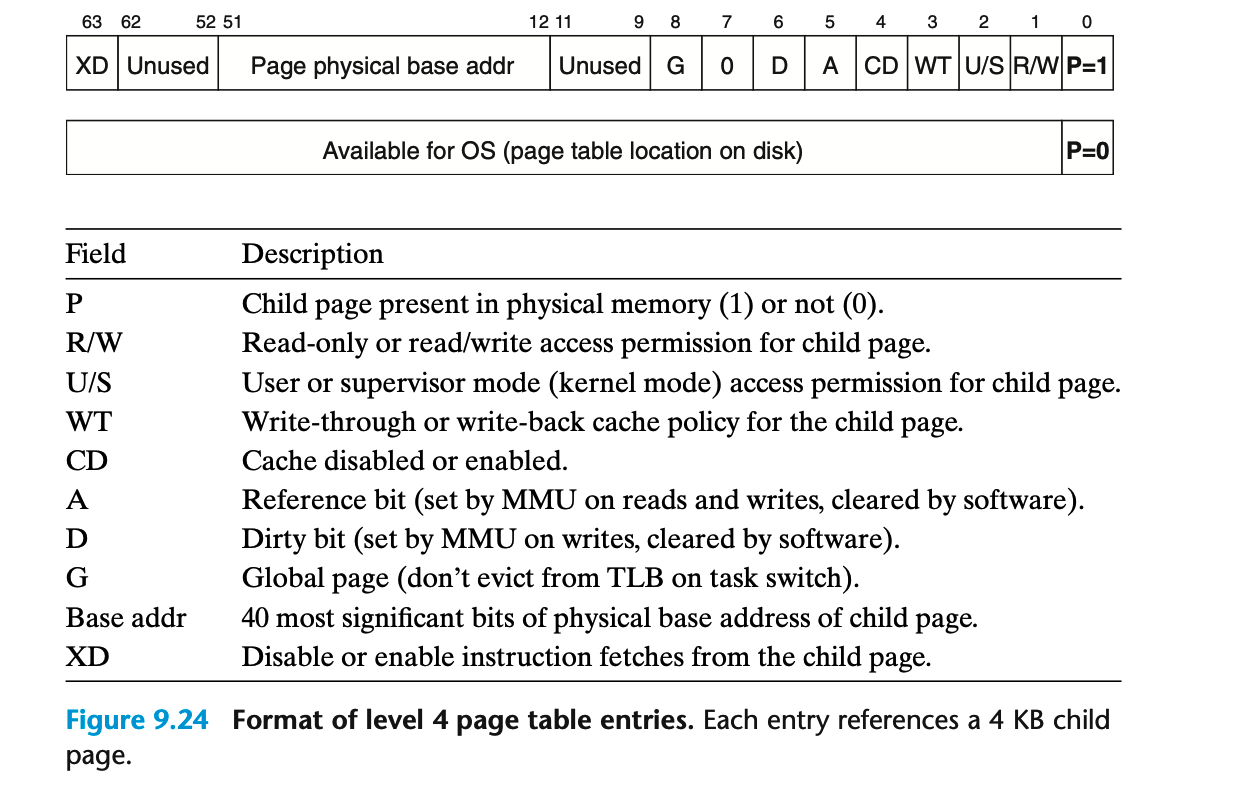 63 62 52 51 12 11 9 8 7 6 5 4 3 2 1 0
XD Unused Page physical base addr Unused G 0 D A CD WT U/S R/W P=1
Available for OS (page table location on disk) P=0
Field Description
P Child page present in physical memory (1) or not (0).
R/W Read-only or read/write access permission for child page.
U/S User or supervisor mode (kernel mode) access permission for child page.
WT Write-through or write-back cache policy for the child page.
CD Cache disabled or enabled.
A Reference bit (set by MMU on reads and writes, cleared by software).
D Dirty bit (set by MMU on writes, cleared by software).
G Global page (don’t evict from TLB on task switch).
Base addr 40 most significant bits of physical base address of child page.
XD Disable or enable instruction fetches from the child page.
Figure 9.24 Format of level 4 page table entries. Each entry references a 4 KB child
page.